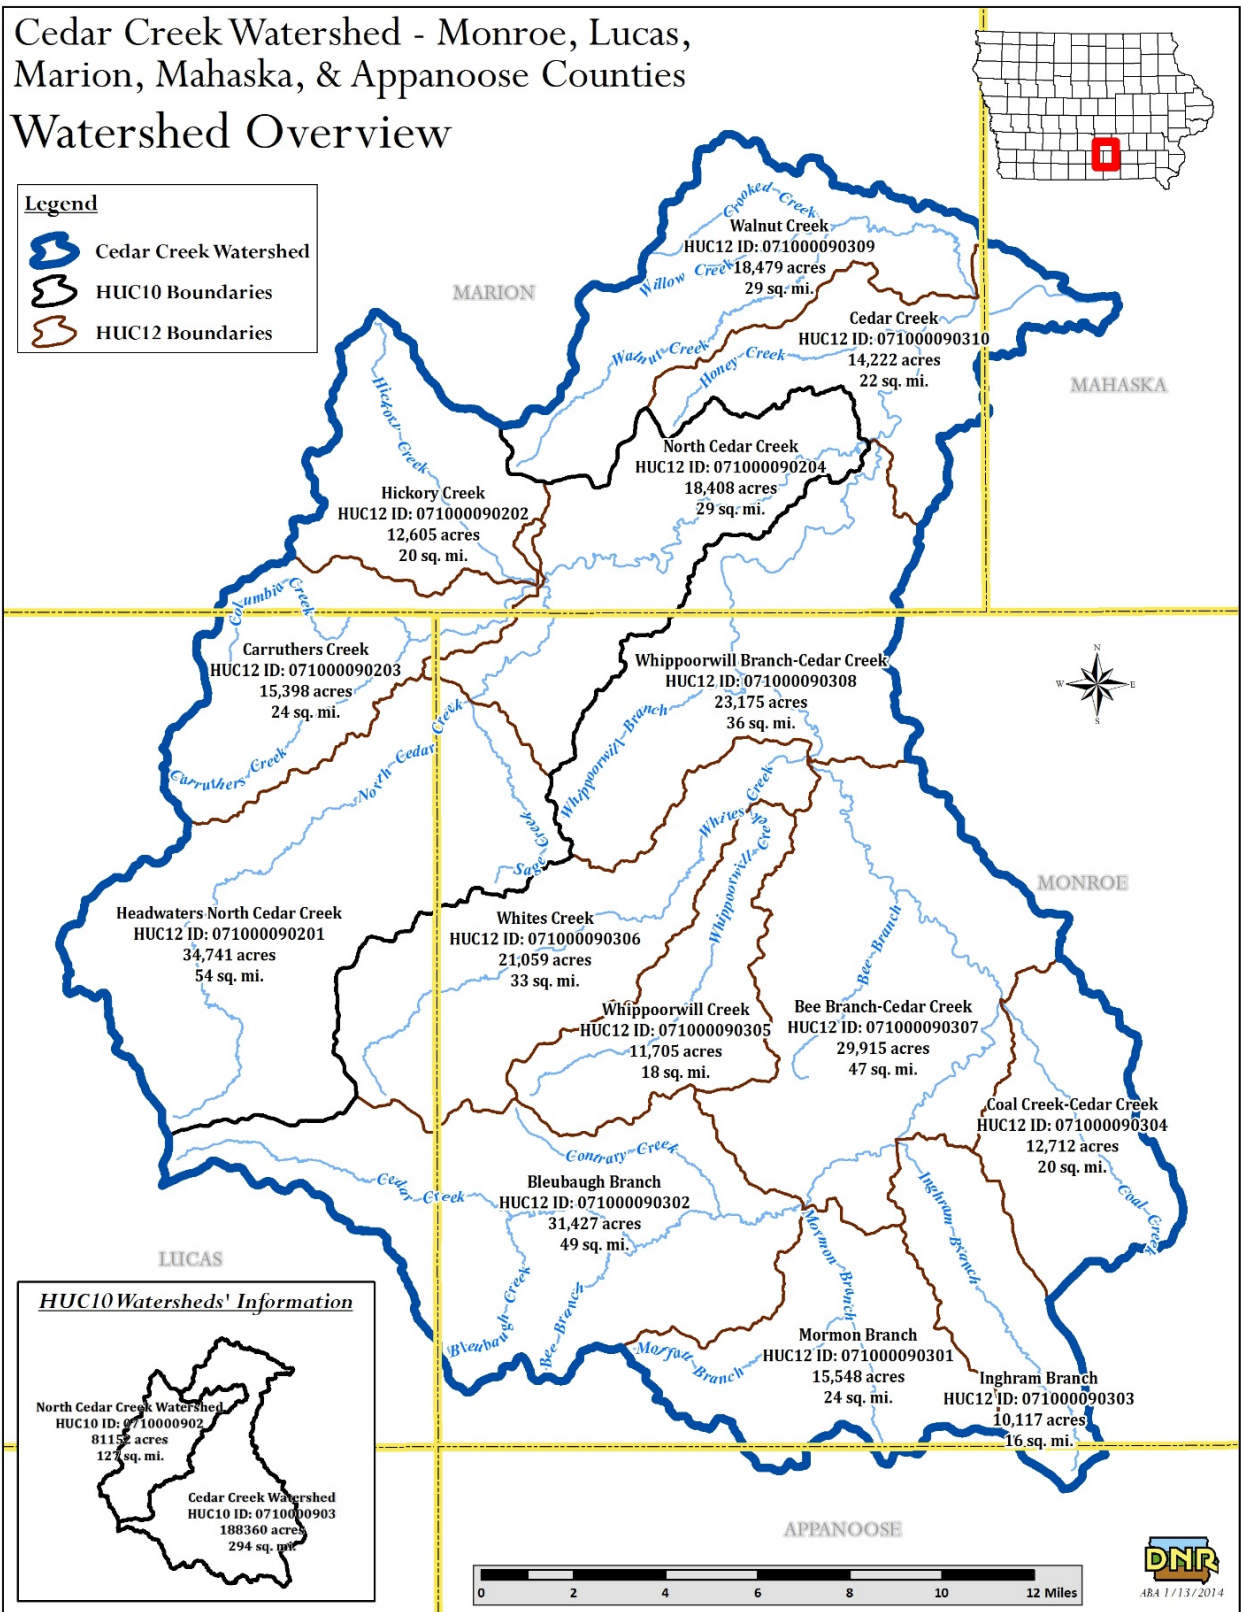 Cedar Creek Watershed - Monroe, Lucas,
Marion, Mahaska, & Appanoose Counties
Watershed Overview
Legend
Cedar Creek Watershed
HUC10 Boundaries
HUC12 Boundaries
MARION
Crooked Creek
Walnut Creek
HUC12 ID: 071000090309
18,479 acres
29 sq. mi.
Willow Creek
Cedar Creek
HUC12 ID: 071000090310
14,222 acres
22 sq. mi.
Walnut Creek
Honey Creek
MAHASKA
Hickory Creek
North Cedar Creek
HUC12 ID: 071000090204
18,408 acres
29 sq. mi.
Hickory Creek
HUC12 ID: 071000090202
12,605 acres
20 sq. mi.
Columbia Creek
Carruthers Creek
HUC12 ID: 071000090203
15,398 acres
24 sq. mi.
Carruthers Creek
North Cedar Creek
Whippoorwill Branch-Cedar Creek
HUC12 ID: 071000090308
23,175 acres
36 sq. mi.
Whippoorwill Branch
N
W
E
S
Whites Creek
Whippoorwill Creek
Sage Creek
MONROE
Headwaters North Cedar Creek
HUC12 ID: 071000090201
34,741 acres
54 sq. mi.
Whites Creek
HUC12 ID: 071000090306
21,059 acres
33 sq. mi.
Bee Branch
Whippoorwill Creek
HUC12 ID: 071000090305
11,705 acres
18 sq. mi.
Bee Branch-Cedar Creek
HUC12 ID: 071000090307
29,915 acres
47 sq. mi.
Coal Creek-Cedar Creek
HUC12 ID: 071000090304
12,712 acres
20 sq. mi.
Contrary Creek
Cedar Creek
Bleubaugh Branch
HUC12 ID: 071000090302
31,427 acres
49 sq. mi.
Inghram Branch
Coal Creek
Mormon Branch
LUCAS
Bleubaugh Creek
Bee Branch
Moffatt Branch
Mormon Branch
HUC12 ID: 071000090301
15,548 acres
24 sq. mi.
Inghram Branch
HUC12 ID: 071000090303
10,117 acres
16 sq. mi.
HUC10 Watersheds' Information
North Cedar Creek Watershed
HUC10 ID: 0710000902
81152 acres
127 sq. mi.
Cedar Creek Watershed
HUC10 ID: 0710000903
188360 acres
294 sq. mi.
APPANOOSE
0 2 4 6 8 10 12 Miles
DNR
ABA 1/13/2014